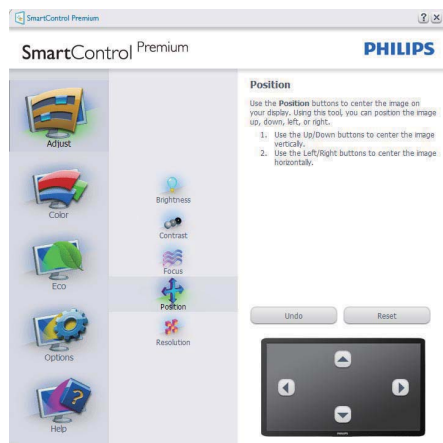 SmartControl Premium
SmartControl Premium
PHILIPS
Adjust
Color
Eco
Options
Help
Brightness
Contrast
Focus
Position
Resolution
Position
Use the Position buttons to center the image on
your display. Using this tool, you can position the image
up, down, left, or right.
1. Use the Up/Down buttons to center the image
vertically.
2. Use the Left/Right buttons to center the image
horizontally.
Undo
Reset
PHILIPS